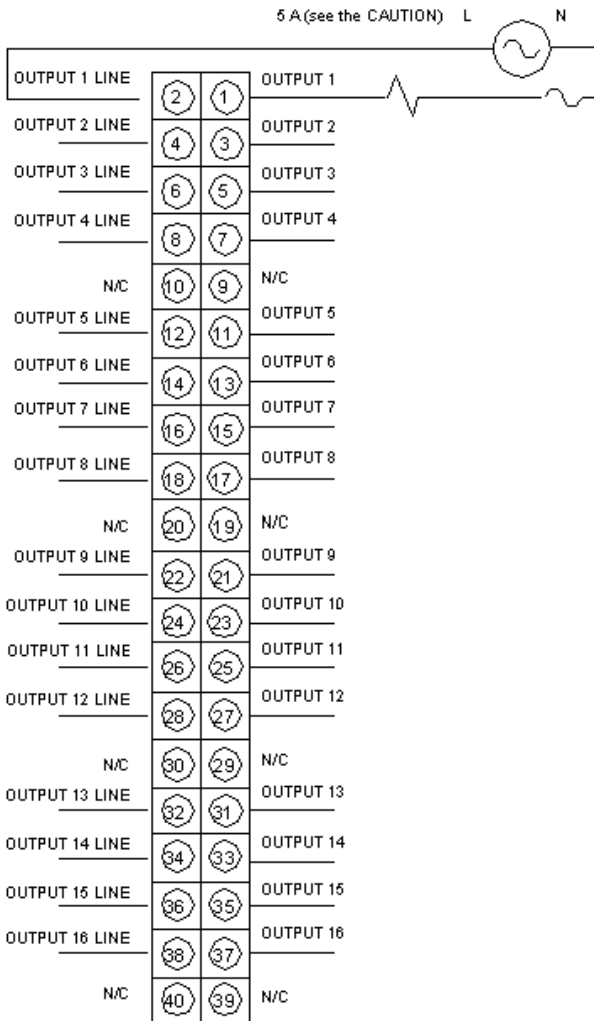 5 A (see the CAUTION) L N
OUTPUT 1 LINE 2 1 OUTPUT 1
OUTPUT 2 LINE 4 3 OUTPUT 2
OUTPUT 3 LINE 6 5 OUTPUT 3
OUTPUT 4 LINE 8 7 OUTPUT 4
N/C 10 9 N/C
OUTPUT 5 LINE 12 11 OUTPUT 5
OUTPUT 6 LINE 14 13 OUTPUT 6
OUTPUT 7 LINE 16 15 OUTPUT 7
OUTPUT 8 LINE 18 17 OUTPUT 8
N/C 20 19 N/C
OUTPUT 9 LINE 22 21 OUTPUT 9
OUTPUT 10 LINE 24 23 OUTPUT 10
OUTPUT 11 LINE 26 25 OUTPUT 11
OUTPUT 12 LINE 28 27 OUTPUT 12
N/C 30 29 N/C
OUTPUT 13 LINE 32 31 OUTPUT 13
OUTPUT 14 LINE 34 33 OUTPUT 14
OUTPUT 15 LINE 36 35 OUTPUT 15
OUTPUT 16 LINE 38 37 OUTPUT 16
N/C 40 39 N/C